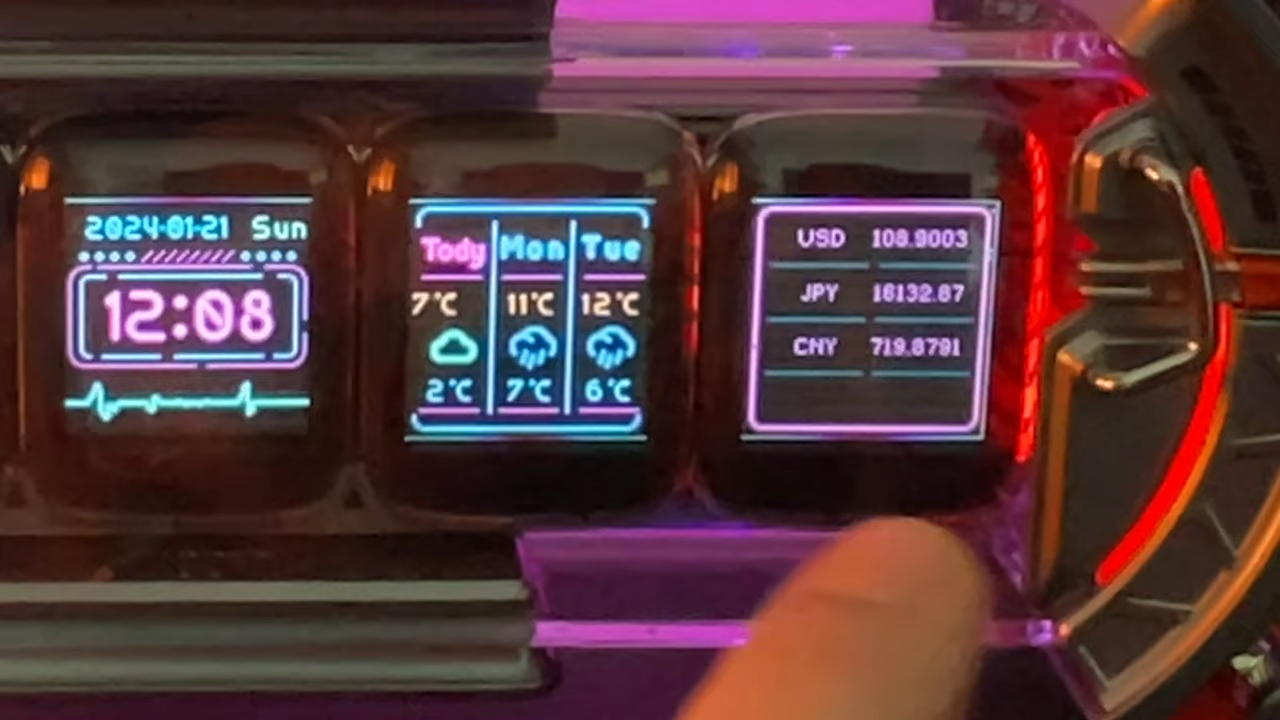 2024-01-21 Sun
12:08
Tody Mon Tue
7℃ 11℃ 12℃
2℃ 7℃ 6℃
USD 108.9003
JPY 16132.87
CNY 719.8791